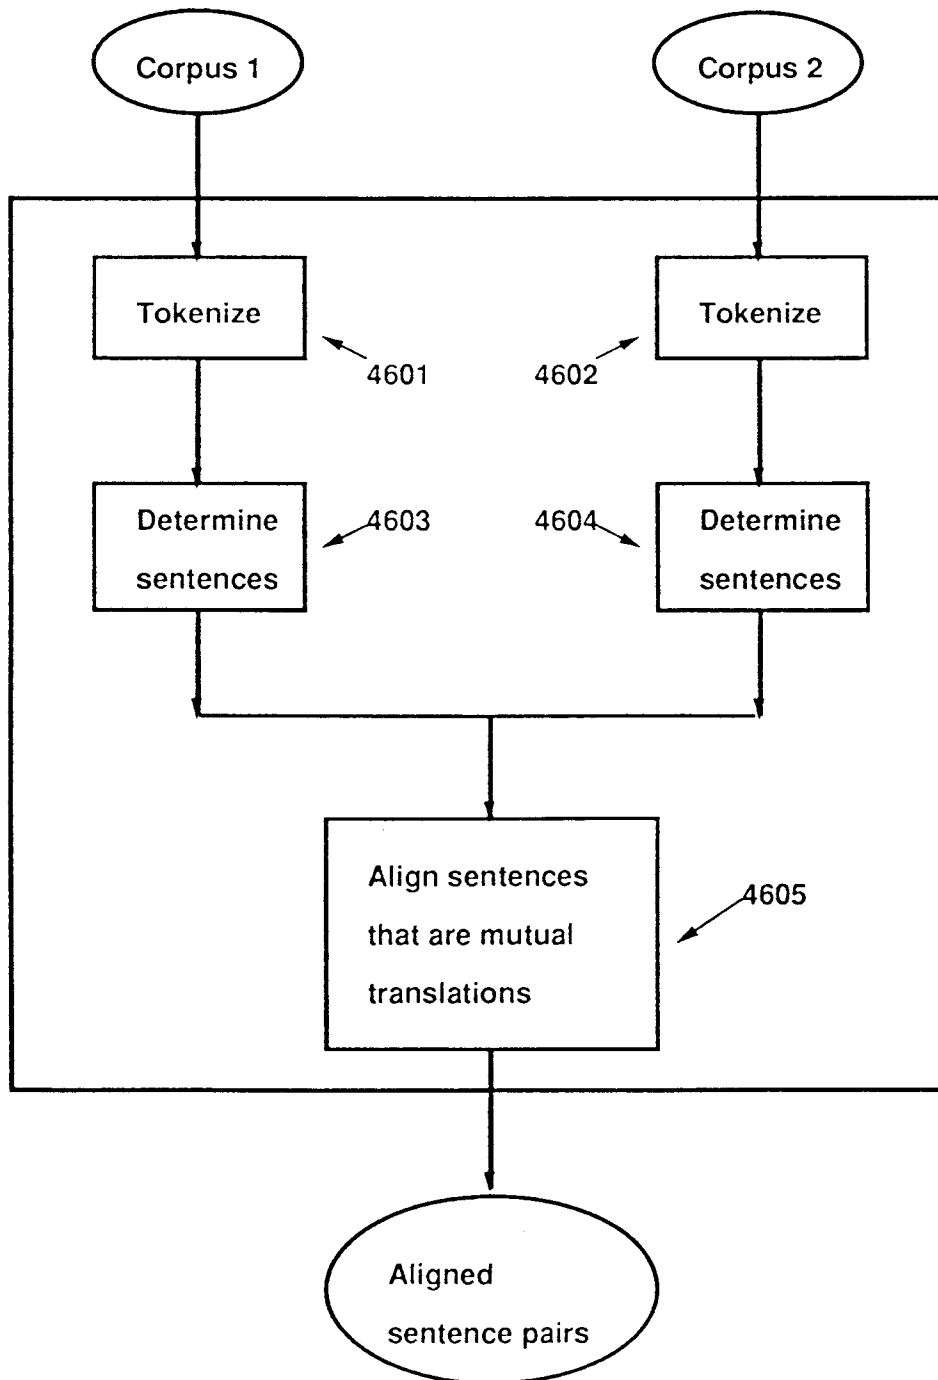 Corpus 1
Corpus 2
Tokenize
Tokenize
4601
4602
Determine
sentences
4603
4604
Determine
sentences
Align sentences
that are mutual
translations
4605
Aligned
sentence pairs